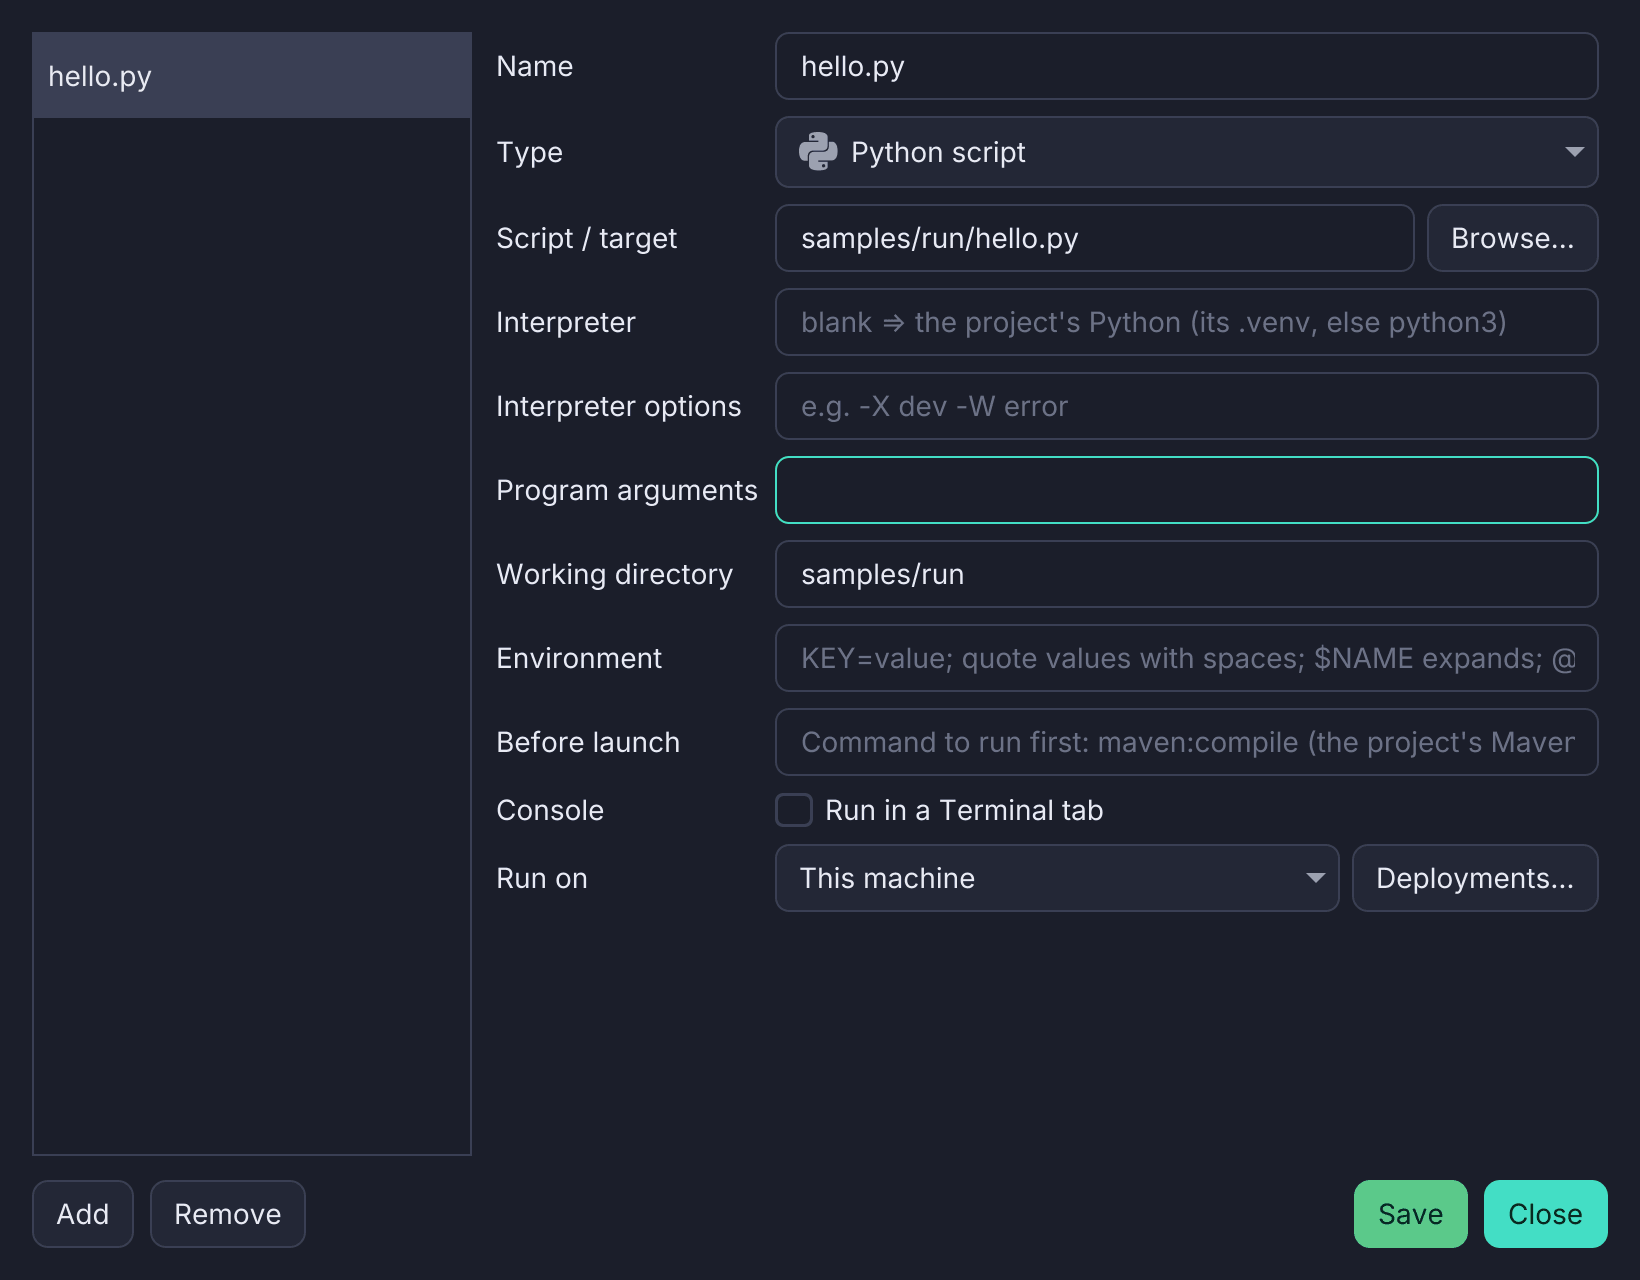 hello.py
Name
hello.py
Type
Python script
Script / target
samples/run/hello.py
Browse...
Interpreter
blank ⇒ the project's Python (its .venv, else python3)
Interpreter options
e.g. -X dev -W error
Program arguments
Working directory
samples/run
Environment
KEY=value; quote values with spaces; $NAME expands; @
Before launch
Command to run first: maven:compile (the project's Maven
Console
Run in a Terminal tab
Run on
This machine
Deployments...
Add
Remove
Save
Close